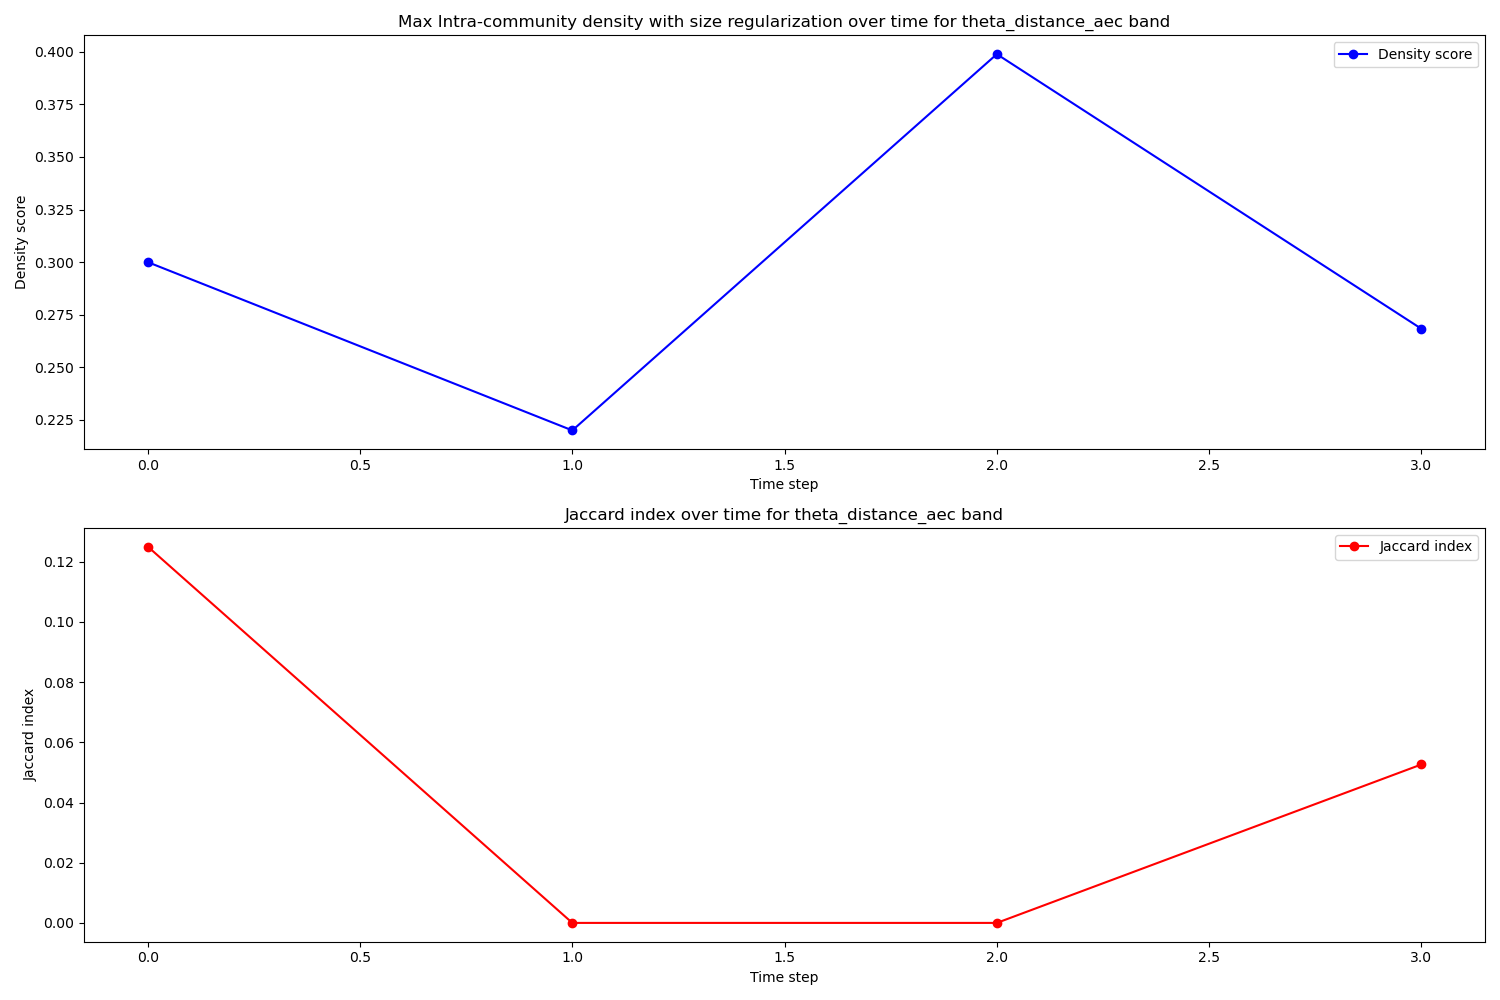 Max Intra-community density with size regularization over time for theta_distance_aec band
Density score
0.400
0.375
0.350
0.325
0.300
0.275
0.250
0.225
Density score
0.0 0.5 1.0 1.5 2.0 2.5 3.0
Time step
Jaccard index over time for theta_distance_aec band
Jaccard index
0.12
0.10
0.08
0.06
0.04
0.02
0.00
Jaccard index
0.0 0.5 1.0 1.5 2.0 2.5 3.0
Time step